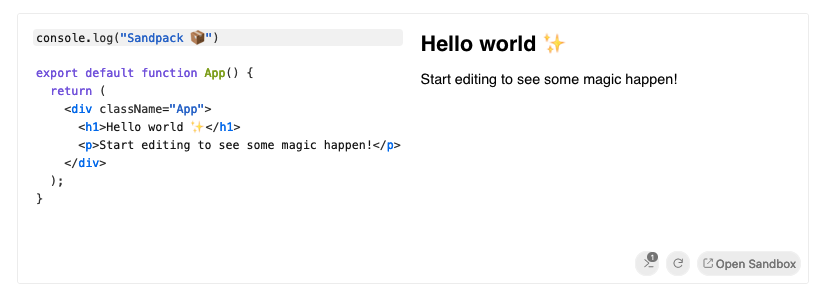 console.log("Sandpack 📦")
export default function App() {
  return (
    <div className="App">
      <h1>Hello world ✨</h1>
      <p>Start editing to see some magic happen!</p>
    </div>
  );
}
Hello world ✨
Start editing to see some magic happen!
1
Open Sandbox